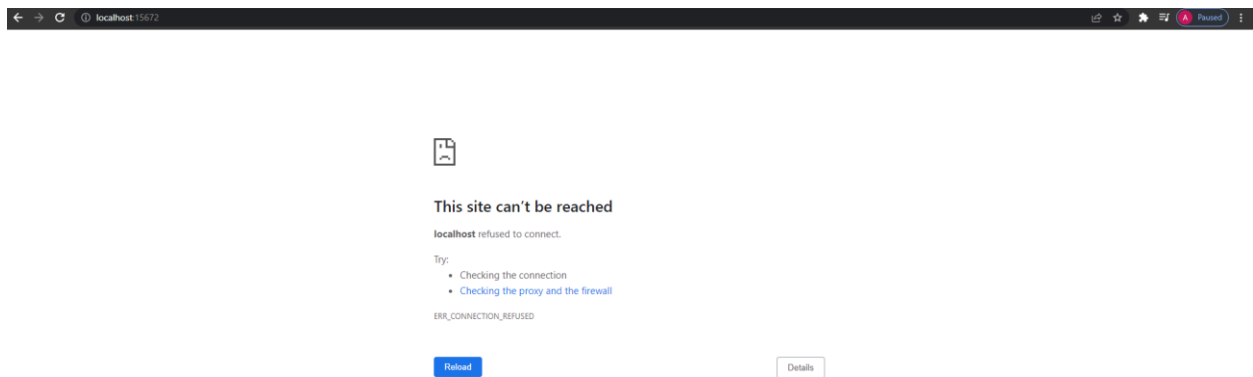 localhost:15672
A Paused
This site can't be reached
localhost refused to connect.
Try:
• Checking the connection
• Checking the proxy and the firewall
ERR_CONNECTION_REFUSED
Reload Details